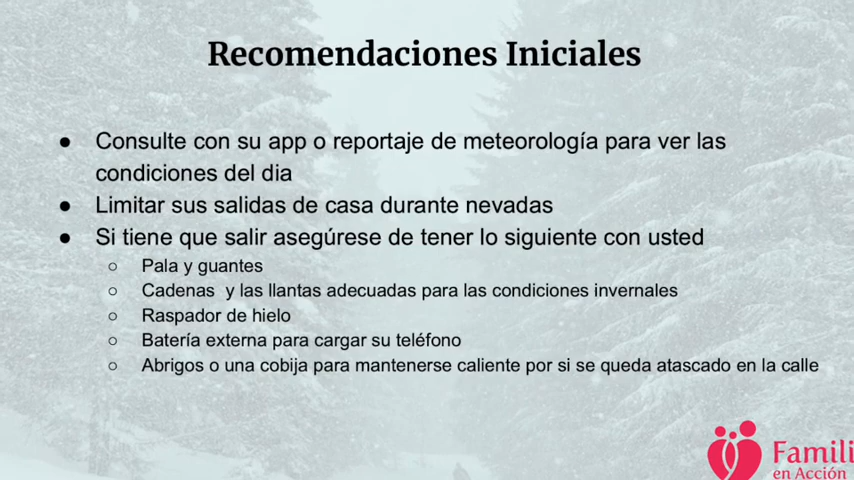 Recomendaciones Iniciales
● Consulte con su app o reportaje de meteorología para ver las
condiciones del dia
● Limitar sus salidas de casa durante nevadas
● Si tiene que salir asegúrese de tener lo siguiente con usted
○ Pala y guantes
○ Cadenas  y las llantas adecuadas para las condiciones invernales
○ Raspador de hielo
○ Batería externa para cargar su teléfono
○ Abrigos o una cobija para mantenerse caliente por si se queda atascado en la calle
Famili
en Acción